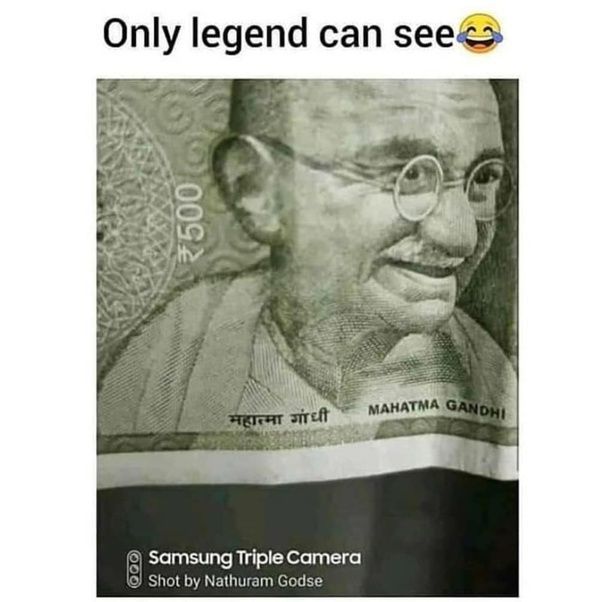 Only legend can see😂
₹500
महात्मा गांधी MAHATMA GANDHI
Samsung Triple Camera
Shot by Nathuram Godse